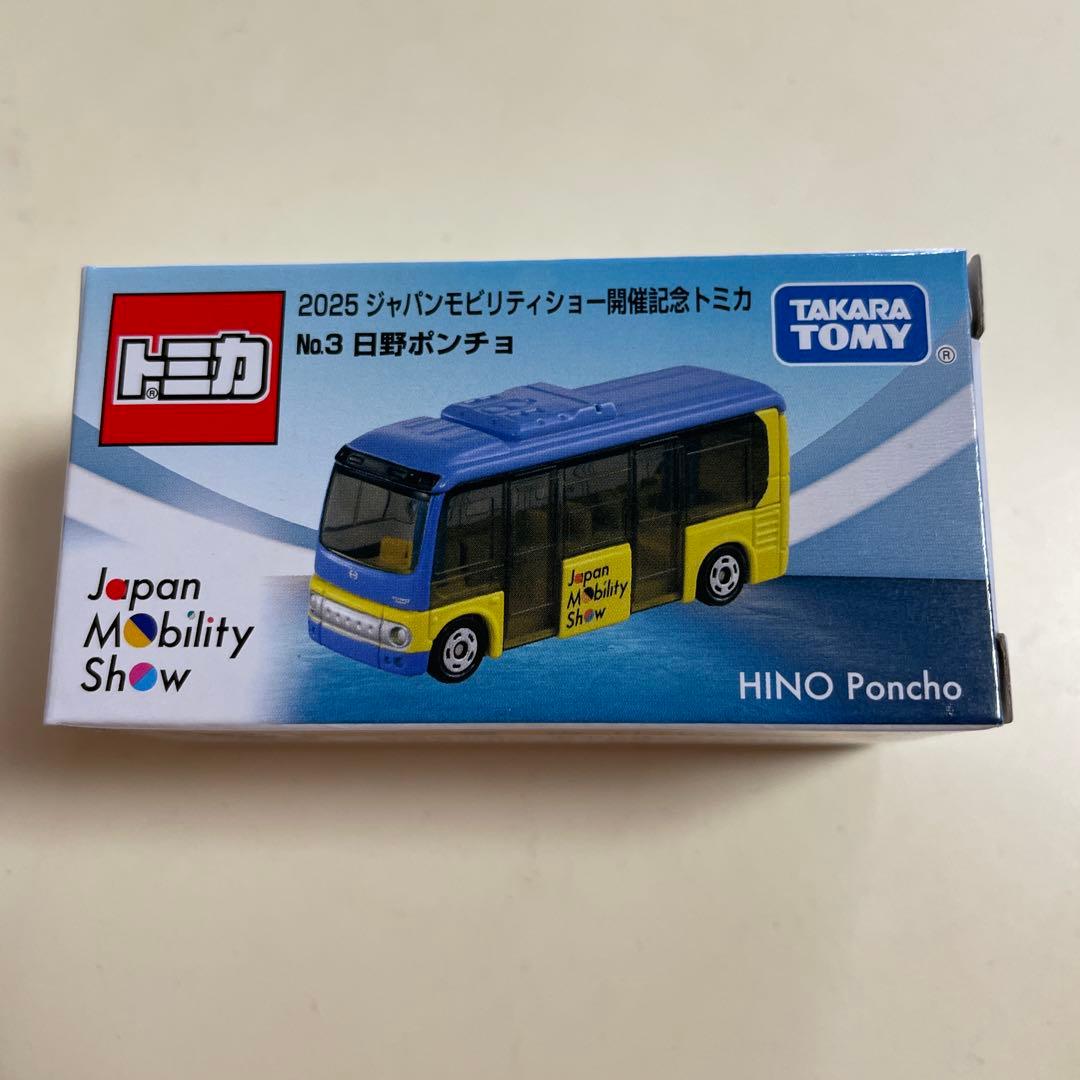 トミカ®
2025 ジャパンモビリティショー開催記念トミカ
No.3 日野ポンチョ
TAKARA
TOMY®
Japan
Mobility
Show
Japan
Mobility
Show
HINO Poncho